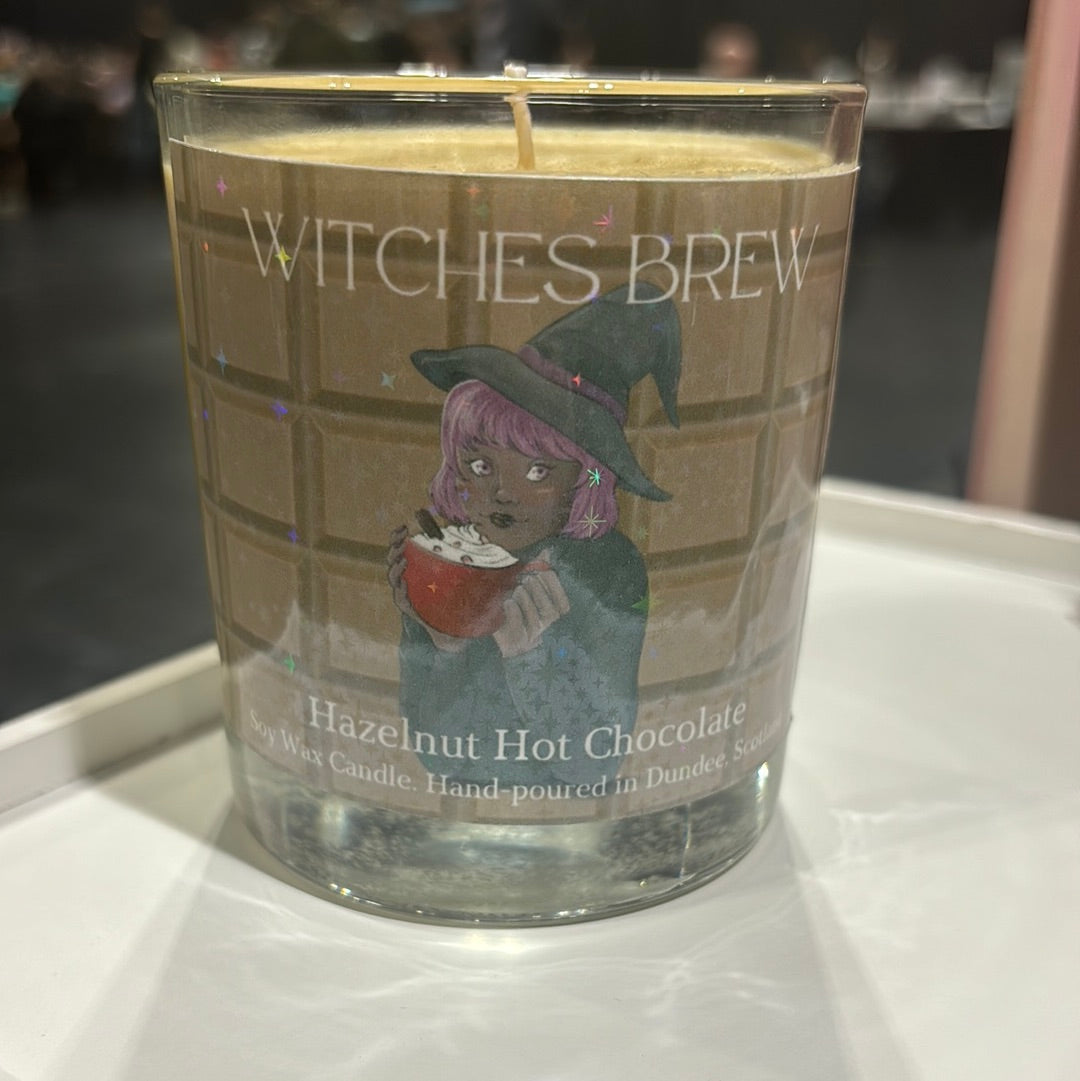 WITCHES BREW
Hazelnut Hot Chocolate
Soy Wax Candle. Hand-poured in Dundee, Scotland